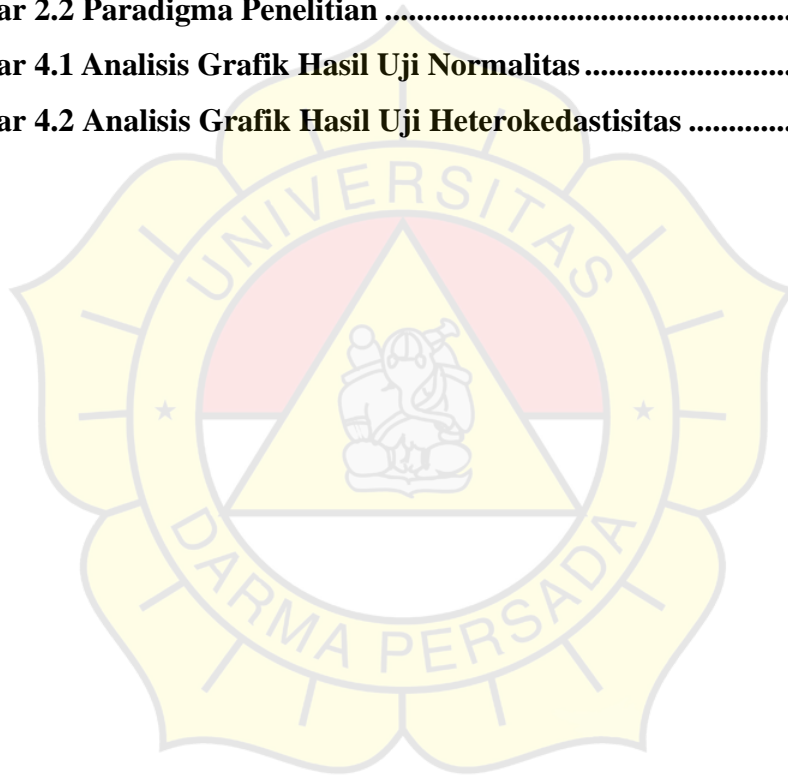 ar 2.2 Paradigma Penelitian ........................................................
ar 4.1 Analisis Grafik Hasil Uji Normalitas .............................
ar 4.2 Analisis Grafik Hasil Uji Heterokedastisitas ..............
UNIVERSITAS
DARMA PERSADA